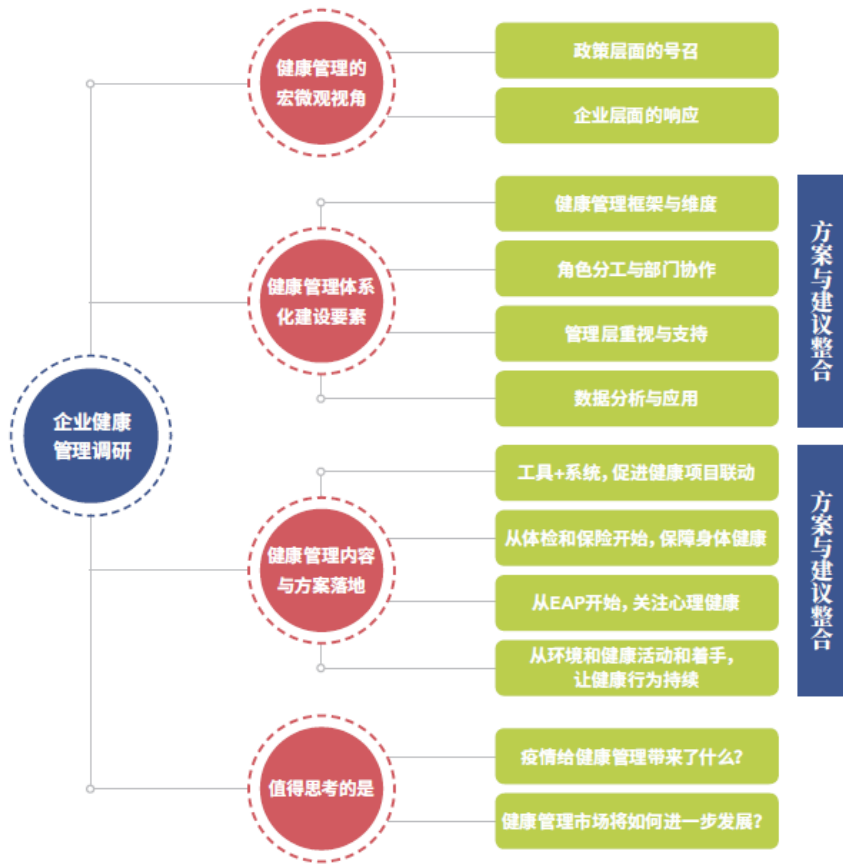 企业健康
管理调研
健康管理的
宏微观视角
政策层面的号召
企业层面的响应
健康管理体系
化建设要素
健康管理框架与维度
角色分工与部门协作
管理层重视与支持
数据分析与应用
方案与建议整合
健康管理内容
与方案落地
工具+系统，促进健康项目联动
从体检和保险开始，保障身体健康
从EAP开始，关注心理健康
从环境和健康活动和着手，
让健康行为持续
方案与建议整合
值得思考的是
疫情给健康管理带来了什么？
健康管理市场将如何进一步发展？